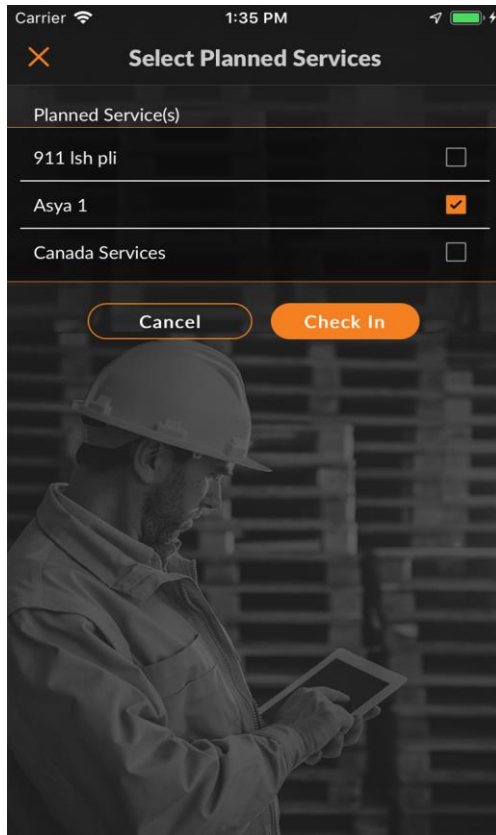 Carrier 1:35 PM
Select Planned Services
Planned Service(s)
911 lsh pli
Asya 1
Canada Services
Cancel Check In